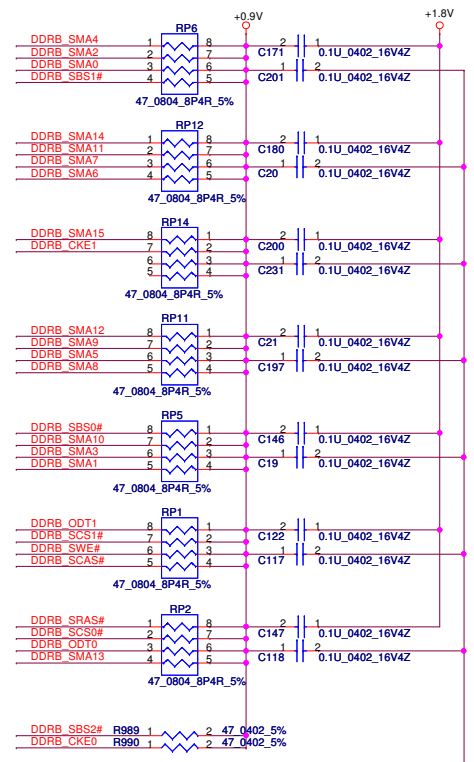 +0.9V +1.8V
RP6
DDRB_SMA4 1 8 2 1
DDRB_SMA2 2 7 C171 0.1U_0402_16V4Z
DDRB_SMA0 3 6 1 2
DDRB_SBS1# 4 5 C201 0.1U_0402_16V4Z
47_0804_8P4R_5%
RP12
DDRB_SMA14 1 8 2 1
DDRB_SMA11 2 7 C180 0.1U_0402_16V4Z
DDRB_SMA7 3 6 1 2
DDRB_SMA6 4 5 C20 0.1U_0402_16V4Z
47_0804_8P4R_5%
RP14
DDRB_SMA15 8 1 2 1
DDRB_CKE1 7 2 C200 0.1U_0402_16V4Z
6 3 1 2
5 4 C231 0.1U_0402_16V4Z
47_0804_8P4R_5%
RP11
DDRB_SMA12 8 1 2 1
DDRB_SMA9 7 2 C21 0.1U_0402_16V4Z
DDRB_SMA5 6 3 1 2
DDRB_SMA8 5 4 C197 0.1U_0402_16V4Z
47_0804_8P4R_5%
RP5
DDRB_SBS0# 8 1 2 1
DDRB_SMA10 7 2 C146 0.1U_0402_16V4Z
DDRB_SMA3 6 3 1 2
DDRB_SMA1 5 4 C19 0.1U_0402_16V4Z
47_0804_8P4R_5%
RP1
DDRB_ODT1 8 1 2 1
DDRB_SCS1# 7 2 C122 0.1U_0402_16V4Z
DDRB_SWE# 6 3 1 2
DDRB_SCAS# 5 4 C117 0.1U_0402_16V4Z
47_0804_8P4R_5%
RP2
DDRB_SRAS# 1 8 2 1
DDRB_SCS0# 2 7 C147 0.1U_0402_16V4Z
DDRB_ODT0 3 6 1 2
DDRB_SMA13 4 5 C118 0.1U_0402_16V4Z
47_0804_8P4R_5%
DDRB_SBS2# R989 1 2 47_0402_5%
DDRB_CKE0 R990 1 2 47_0402_5%